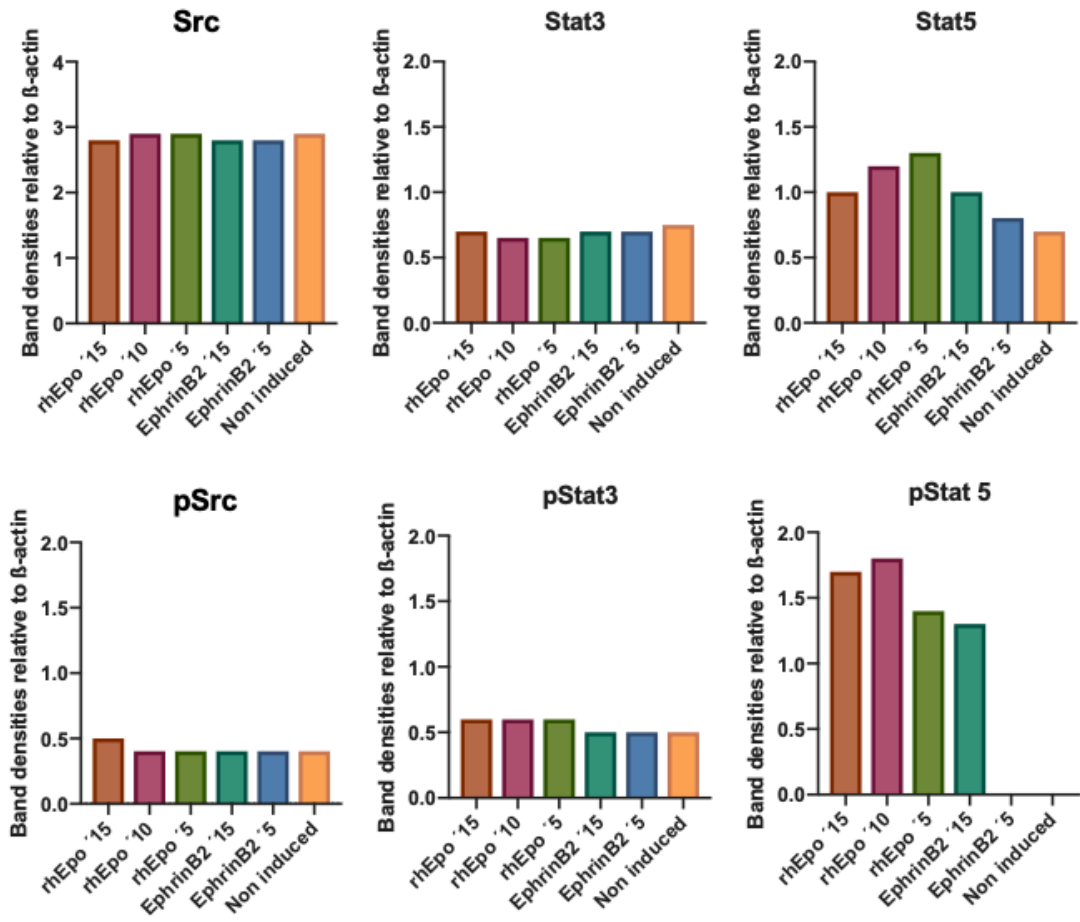 Src
Stat3
Stat5
Band densities relative to ß-actin
4
3
2
1
0
rhEpo ´15
rhEpo ´10
rhEpo ´5
EphrinB2 ´15
EphrinB2 ´5
Non induced
Band densities relative to ß-actin
2.0
1.5
1.0
0.5
0.0
rhEpo ´15
rhEpo ´10
rhEpo ´5
EphrinB2 ´15
EphrinB2 ´5
Non induced
Band densities relative to ß-actin
2.0
1.5
1.0
0.5
0.0
rhEpo ´15
rhEpo ´10
rhEpo ´5
EphrinB2 ´15
EphrinB2 ´5
Non induced
pSrc
pStat3
pStat 5
Band densities relative to ß-actin
2.0
1.5
1.0
0.5
0.0
rhEpo ´15
rhEpo ´10
rhEpo ´5
EphrinB2 ´15
EphrinB2 ´5
Non induced
Band densities relative to ß-actin
2.0
1.5
1.0
0.5
0.0
rhEpo ´15
rhEpo ´10
rhEpo ´5
EphrinB2 ´15
EphrinB2 ´5
Non induced
Band densities relative to ß-actin
2.0
1.5
1.0
0.5
0.0
rhEpo ´15
rhEpo ´10
rhEpo ´5
EphrinB2 ´15
EphrinB2 ´5
Non induced